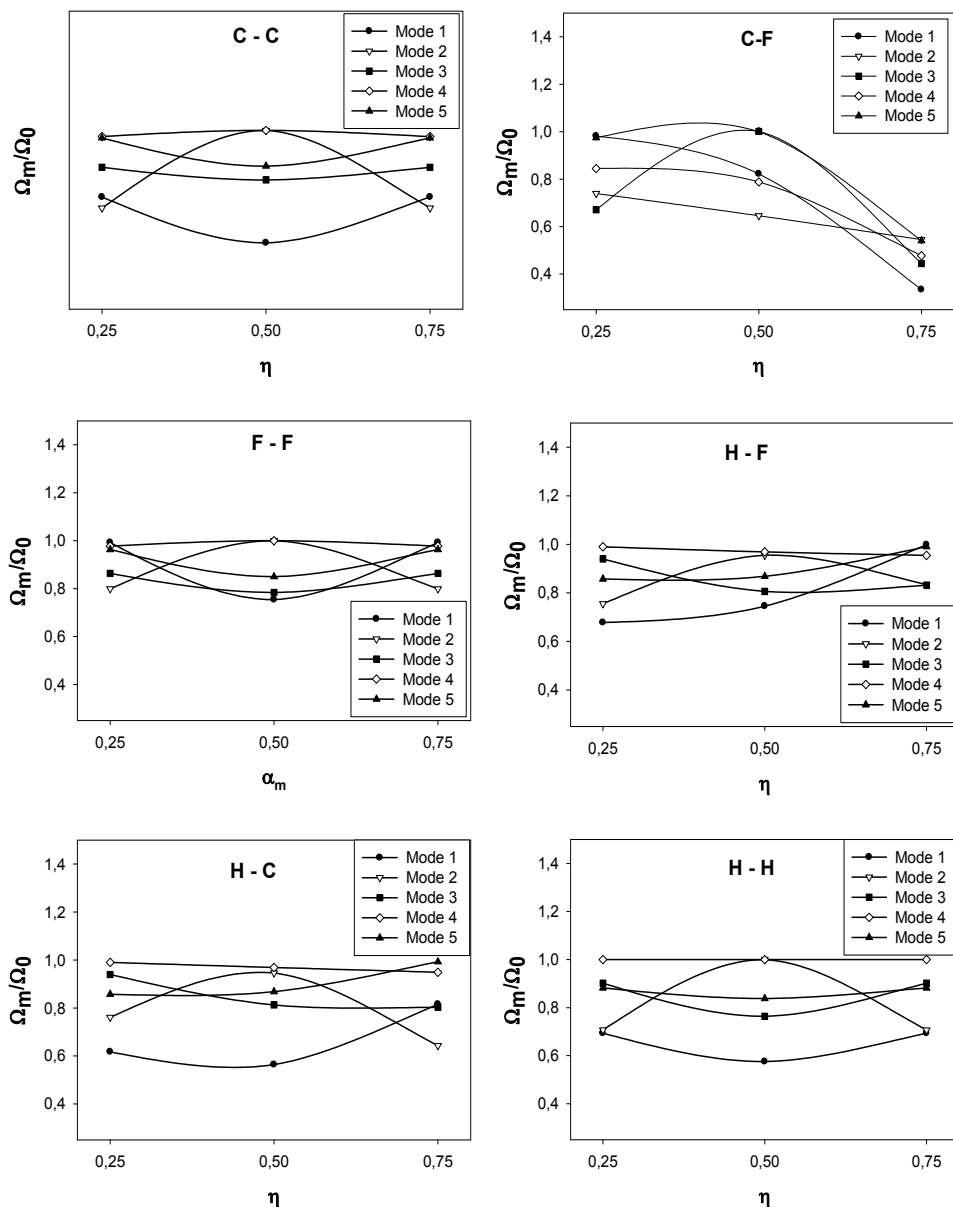 C - C
Mode 1
Mode 2
Mode 3
Mode 4
Mode 5
Ωm/Ω0
0,25 0,50 0,75
η
C-F
Mode 1
Mode 2
Mode 3
Mode 4
Mode 5
1,4
1,2
1,0
0,8
0,6
0,4
Ωm/Ω0
0,25 0,50 0,75
η
F - F
1,4
1,2
1,0
0,8
0,6
0,4
Ωm/Ω0
Mode 1
Mode 2
Mode 3
Mode 4
Mode 5
0,25 0,50 0,75
αm
H - F
1,4
1,2
1,0
0,8
0,6
0,4
Ωm/Ω0
Mode 1
Mode 2
Mode 3
Mode 4
Mode 5
0,25 0,50 0,75
η
H - C
Mode 1
Mode 2
Mode 3
Mode 4
Mode 5
1,4
1,2
1,0
0,8
0,6
0,4
Ωm/Ω0
0,25 0,50 0,75
η
H - H
Mode 1
Mode 2
Mode 3
Mode 4
Mode 5
1,4
1,2
1,0
0,8
0,6
0,4
Ωm/Ω0
0,25 0,50 0,75
η